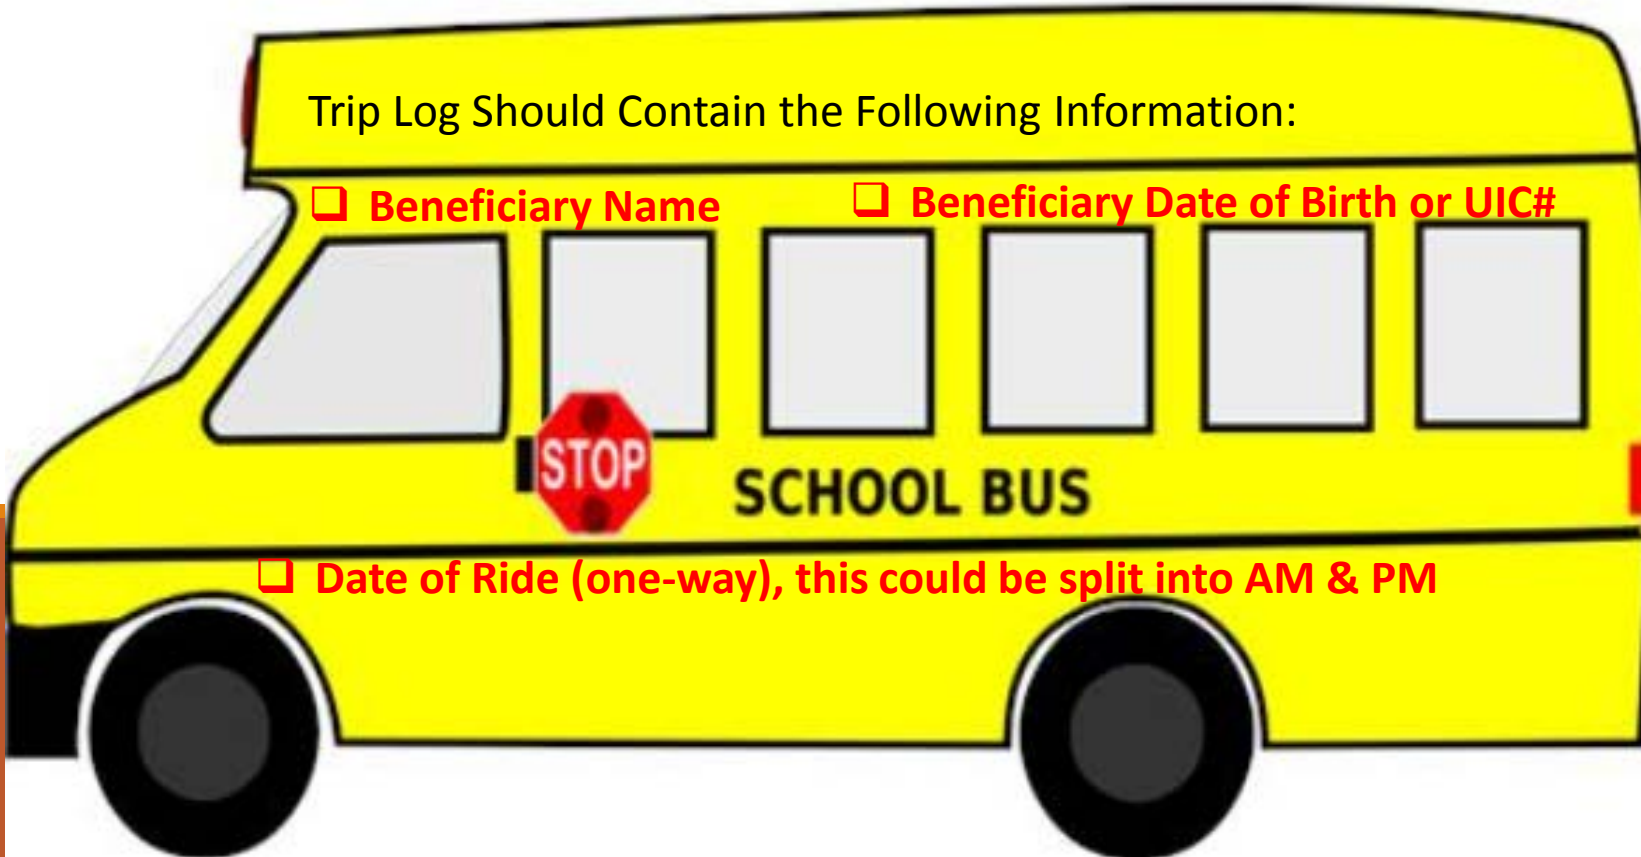 Trip Log Should Contain the Following Information:
❑ Beneficiary Name
❑ Beneficiary Date of Birth or UIC#
STOP
SCHOOL BUS
❑ Date of Ride (one-way), this could be split into AM & PM